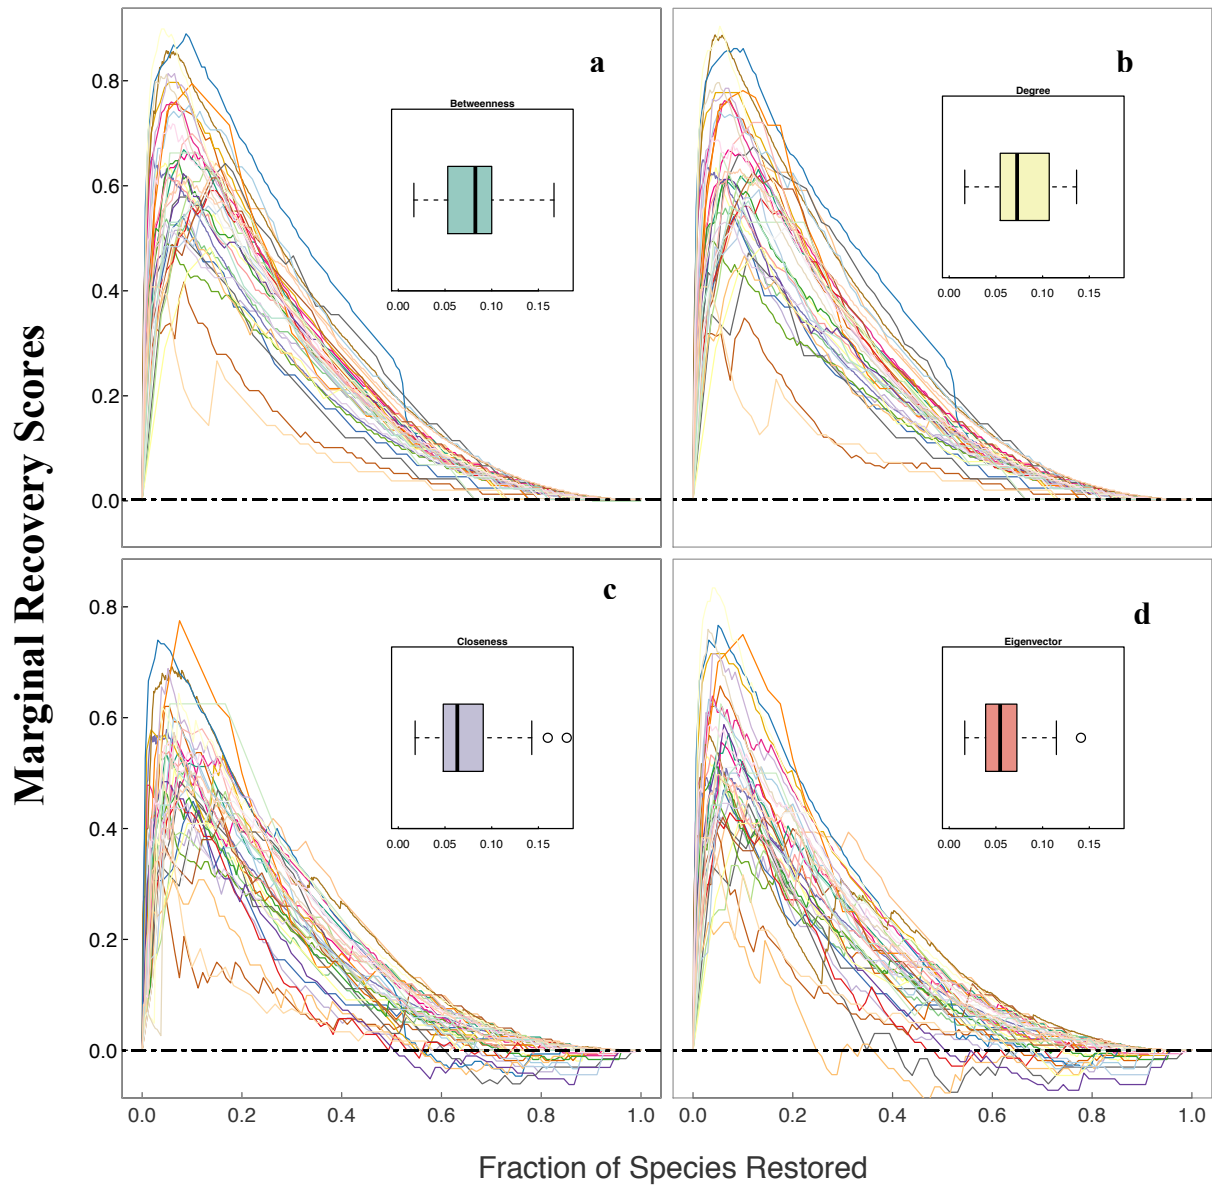 Marginal Recovery Scores
a
Betweenness
0.00 0.05 0.10 0.15
0.8
0.6
0.4
0.2
0.0
b
Degree
0.00 0.05 0.10 0.15
c
Closeness
0.00 0.05 0.10 0.15
0.8
0.6
0.4
0.2
0.0
0.0 0.2 0.4 0.6 0.8 1.0
d
Eigenvector
0.00 0.05 0.10 0.15
0.0 0.2 0.4 0.6 0.8 1.0
Fraction of Species Restored